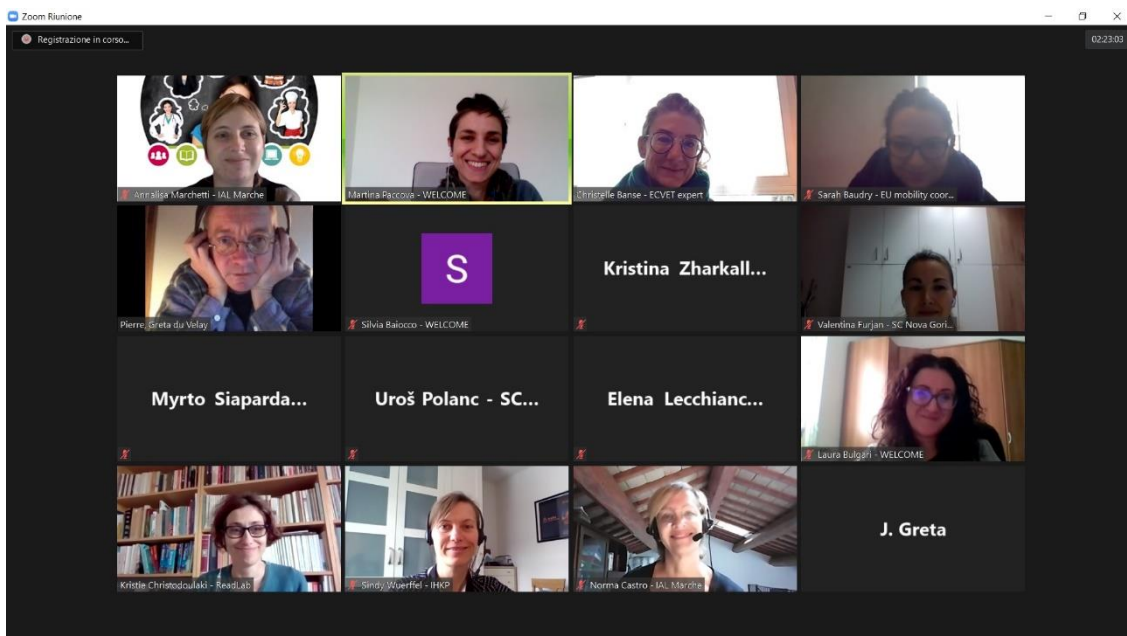 Zoom Riunione
Registrazione in corso...
02:23:03
Annalisa Marchetti - IAL Marche
Martina Paccova - WELCOME
Christelle Banse - ECVET expert
Sarah Baudry - EU mobility coor...
Pierre, Greta du Velay
S
Silvia Baiocco - WELCOME
Kristina Zharkall...
Valentina Furjan - SC Nova Gori...
Myrto Siaparda...
Uroš Polanc - SC...
Elena Lecchianc...
Laura Bulgari - WELCOME
Kristie Christodoulaki - ReadLab
Sindy Wuerffel - IHKP
Norma Castro - IAL Marche
J. Greta